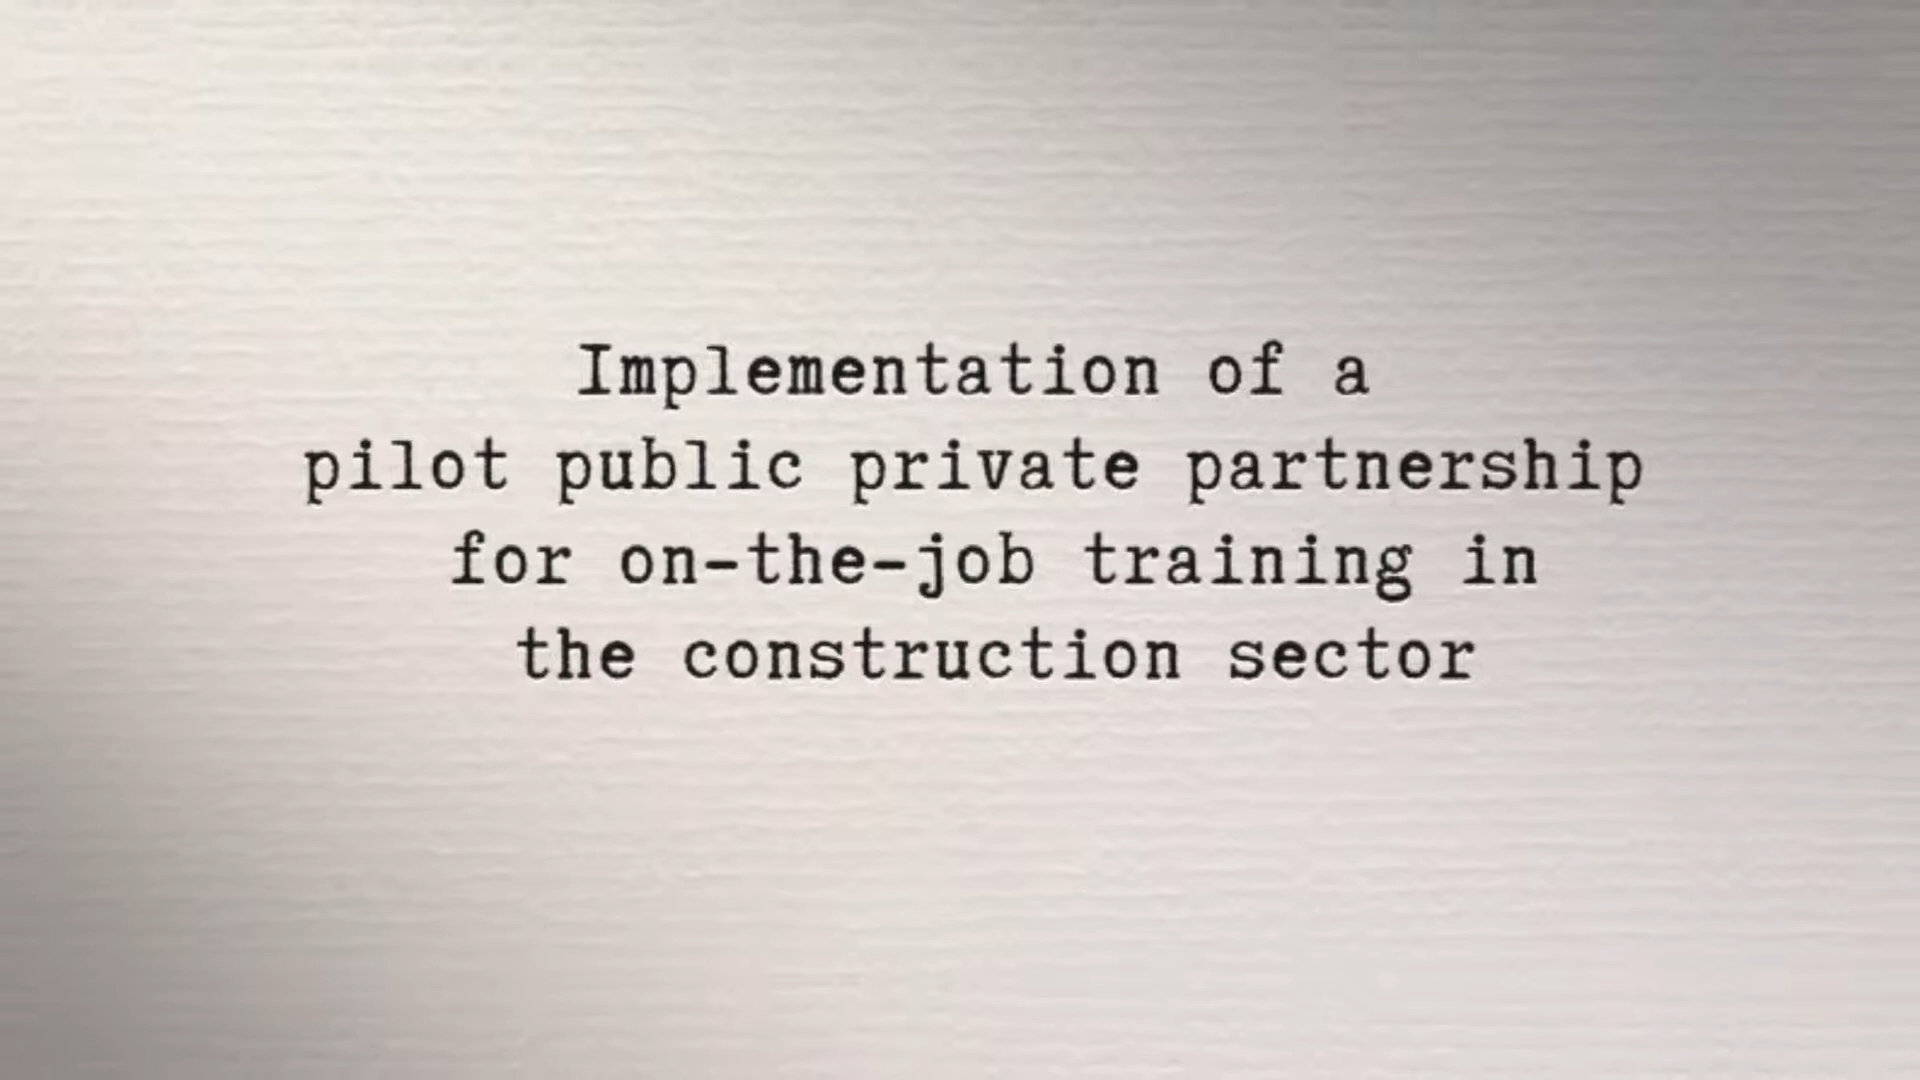 Implementation of a
pilot public private partnership
for on-the-job training in
the construction sector